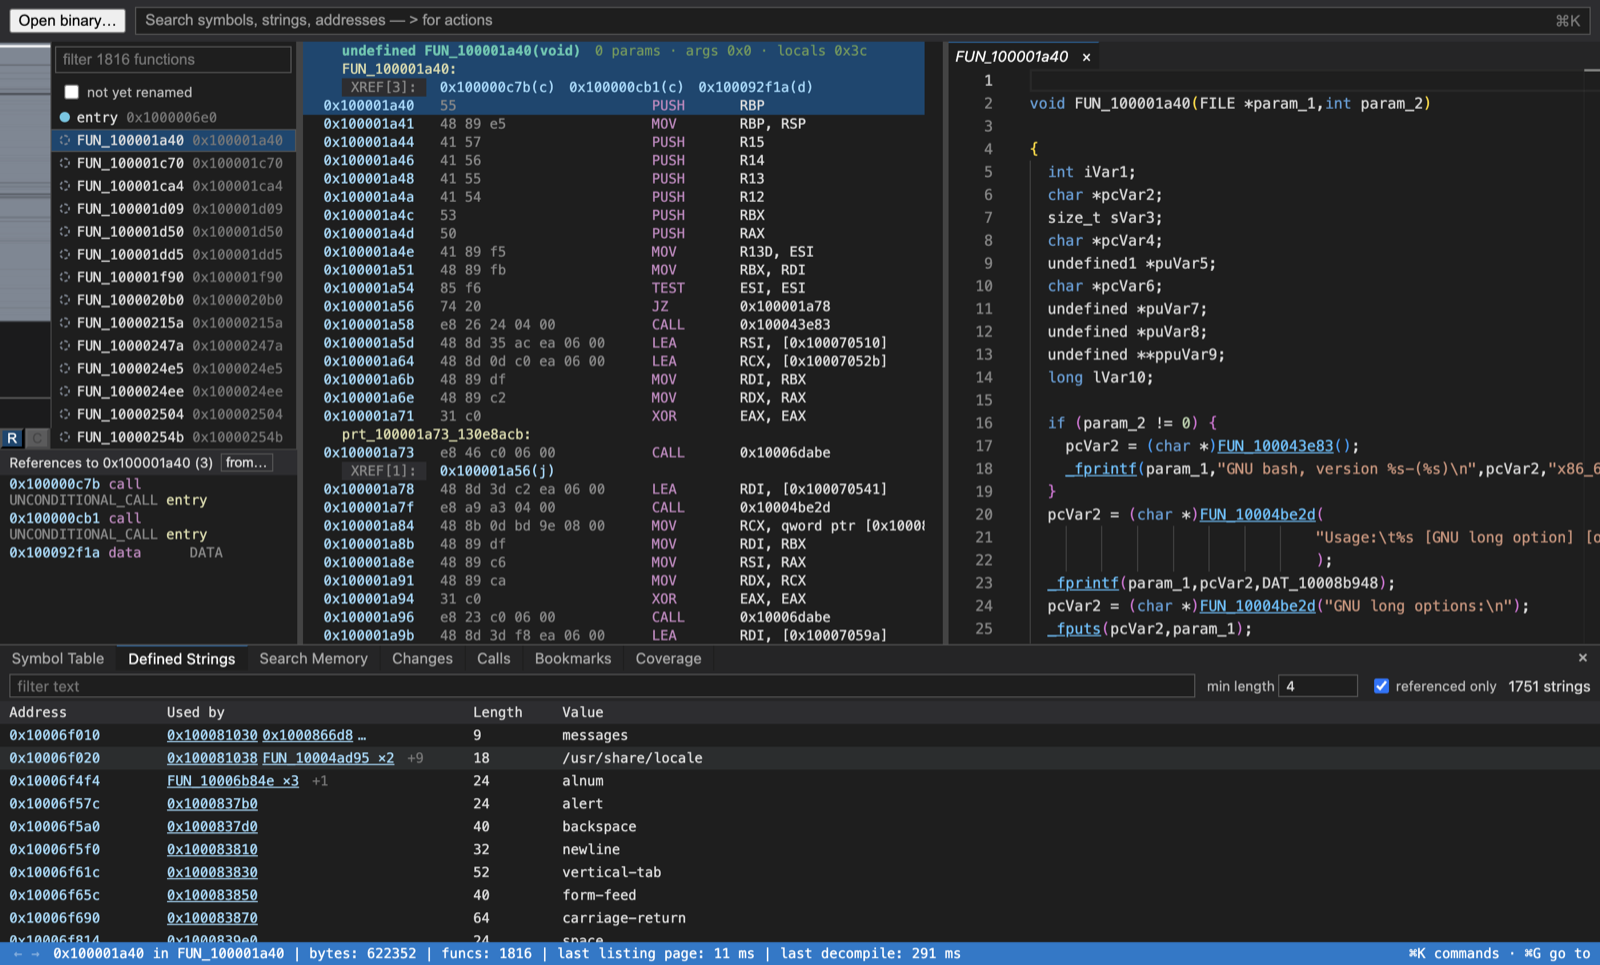 Open binary…
Search symbols, strings, addresses — > for actions
⌘K
filter 1816 functions
not yet renamed
entry 0x1000006e0
FUN_100001a40 0x100001a40
FUN_100001c70 0x100001c70
FUN_100001ca4 0x100001ca4
FUN_100001d09 0x100001d09
FUN_100001d50 0x100001d50
FUN_100001dd5 0x100001dd5
FUN_100001f90 0x100001f90
FUN_1000020b0 0x1000020b0
FUN_10000215a 0x10000215a
FUN_10000247a 0x10000247a
FUN_1000024e5 0x1000024e5
FUN_1000024ee 0x1000024ee
FUN_100002504 0x100002504
FUN_10000254b 0x10000254b
R C
References to 0x100001a40 (3) from…
0x100000c7b call
UNCONDITIONAL_CALL entry
0x100000cb1 call
UNCONDITIONAL_CALL entry
0x100092f1a data DATA
undefined FUN_100001a40(void) 0 params · args 0x0 · locals 0x3c
FUN_100001a40:
XREF[3]: 0x100000c7b(c) 0x100000cb1(c) 0x100092f1a(d)
0x100001a40 55 PUSH RBP
0x100001a41 48 89 e5 MOV RBP, RSP
0x100001a44 41 57 PUSH R15
0x100001a46 41 56 PUSH R14
0x100001a48 41 55 PUSH R13
0x100001a4a 41 54 PUSH R12
0x100001a4c 53 PUSH RBX
0x100001a4d 50 PUSH RAX
0x100001a4e 41 89 f5 MOV R13D, ESI
0x100001a51 48 89 fb MOV RBX, RDI
0x100001a54 85 f6 TEST ESI, ESI
0x100001a56 74 20 JZ 0x100001a78
0x100001a58 e8 26 24 04 00 CALL 0x100043e83
0x100001a5d 48 8d 35 ac ea 06 00 LEA RSI, [0x100070510]
0x100001a64 48 8d 0d c0 ea 06 00 LEA RCX, [0x10007052b]
0x100001a6b 48 89 df MOV RDI, RBX
0x100001a6e 48 89 c2 MOV RDX, RAX
0x100001a71 31 c0 XOR EAX, EAX
prt_100001a73_130e8acb:
0x100001a73 e8 46 c0 06 00 CALL 0x10006dabe
XREF[1]: 0x100001a56(j)
0x100001a78 48 8d 3d c2 ea 06 00 LEA RDI, [0x100070541]
0x100001a7f e8 a9 a3 04 00 CALL 0x10004be2d
0x100001a84 48 8b 0d bd 9e 08 00 MOV RCX, qword ptr [0x10008
0x100001a8b 48 89 df MOV RDI, RBX
0x100001a8e 48 89 c6 MOV RSI, RAX
0x100001a91 48 89 ca MOV RDX, RCX
0x100001a94 31 c0 XOR EAX, EAX
0x100001a96 e8 23 c0 06 00 CALL 0x10006dabe
0x100001a9b 48 8d 3d f8 ea 06 00 LEA RDI, [0x10007059a]
FUN_100001a40 ×
1
2 void FUN_100001a40(FILE *param_1,int param_2)
3
4 {
5 int iVar1;
6 char *pcVar2;
7 size_t sVar3;
8 char *pcVar4;
9 undefined1 *puVar5;
10 char *pcVar6;
11 undefined *puVar7;
12 undefined *puVar8;
13 undefined **ppuVar9;
14 long lVar10;
15
16 if (param_2 != 0) {
17 pcVar2 = (char *)FUN_100043e83();
18 _fprintf(param_1,"GNU bash, version %s-(%s)\n",pcVar2,"x86_6
19 }
20 pcVar2 = (char *)FUN_10004be2d(
21 "Usage:\t%s [GNU long option] [o
22 );
23 _fprintf(param_1,pcVar2,DAT_10008b948);
24 pcVar2 = (char *)FUN_10004be2d("GNU long options:\n");
25 _fputs(pcVar2,param_1);
Symbol Table Defined Strings Search Memory Changes Calls Bookmarks Coverage ×
filter text min length 4 referenced only 1751 strings
Address Used by Length Value
0x10006f010 0x100081030 0x1000866d8 … 9 messages
0x10006f020 0x100081038 FUN_10004ad95 ×2 +9 18 /usr/share/locale
0x10006f4f4 FUN_10006b84e ×3 +1 24 alnum
0x10006f57c 0x1000837b0 24 alert
0x10006f5a0 0x1000837d0 40 backspace
0x10006f5f0 0x100083810 32 newline
0x10006f61c 0x100083830 52 vertical-tab
0x10006f65c 0x100083850 40 form-feed
0x10006f690 0x100083870 64 carriage-return
0x10006f814 0x1000839e0 24 space
← → 0x100001a40 in FUN_100001a40 | bytes: 622352 | funcs: 1816 | last listing page: 11 ms | last decompile: 291 ms
⌘K commands · ⌘G go to